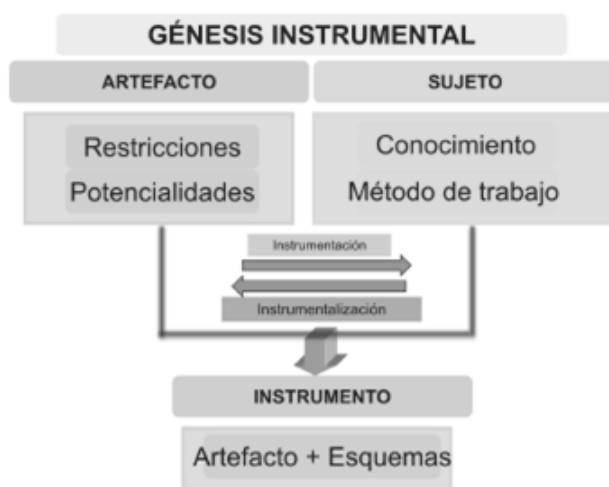 GÉNESIS INSTRUMENTAL
ARTEFACTO
SUJETO
Restricciones
Potencialidades
Conocimiento
Método de trabajo
Instrumentación
Instrumentalización
INSTRUMENTO
Artefacto + Esquemas